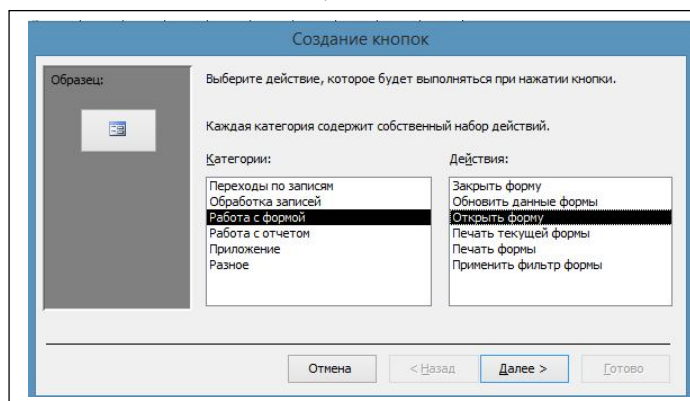 Создание кнопок
Образец:
Выберите действие, которое будет выполняться при нажатии кнопки.
Каждая категория содержит собственный набор действий.
Категории:
Действия:
Переходы по записям
Обработка записей
Работа с формой
Работа с отчетом
Приложение
Разное
Закрыть форму
Обновить данные формы
Открыть форму
Печать текущей формы
Печать формы
Применить фильтр формы
Отмена
< Назад
Далее >
Готово